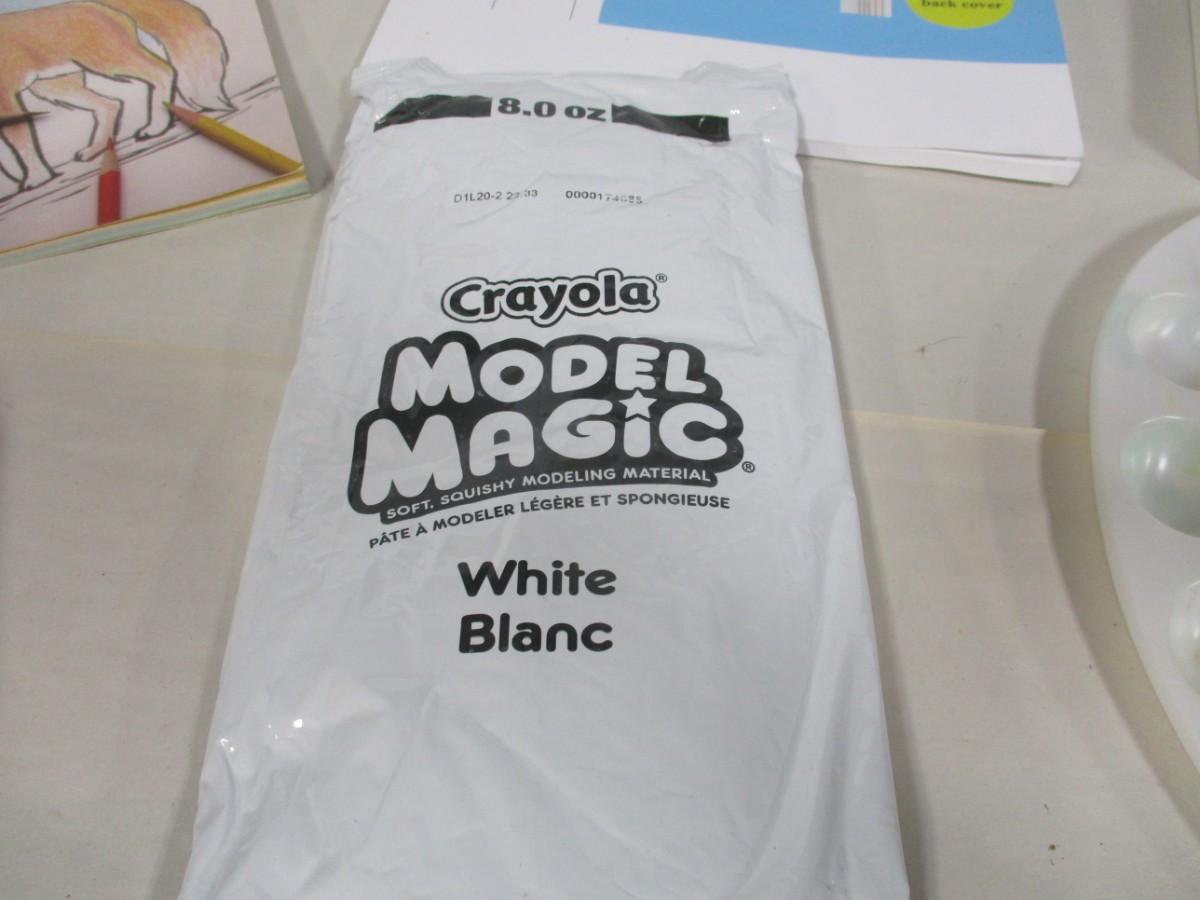 back cover
8.0 oz
D1L20-2
Crayola®
MODEL
MAGIC®
SOFT, SQUISHY MODELING MATERIAL
PÂTE À MODELER LÉGÈRE ET SPONGIEUSE
White
Blanc